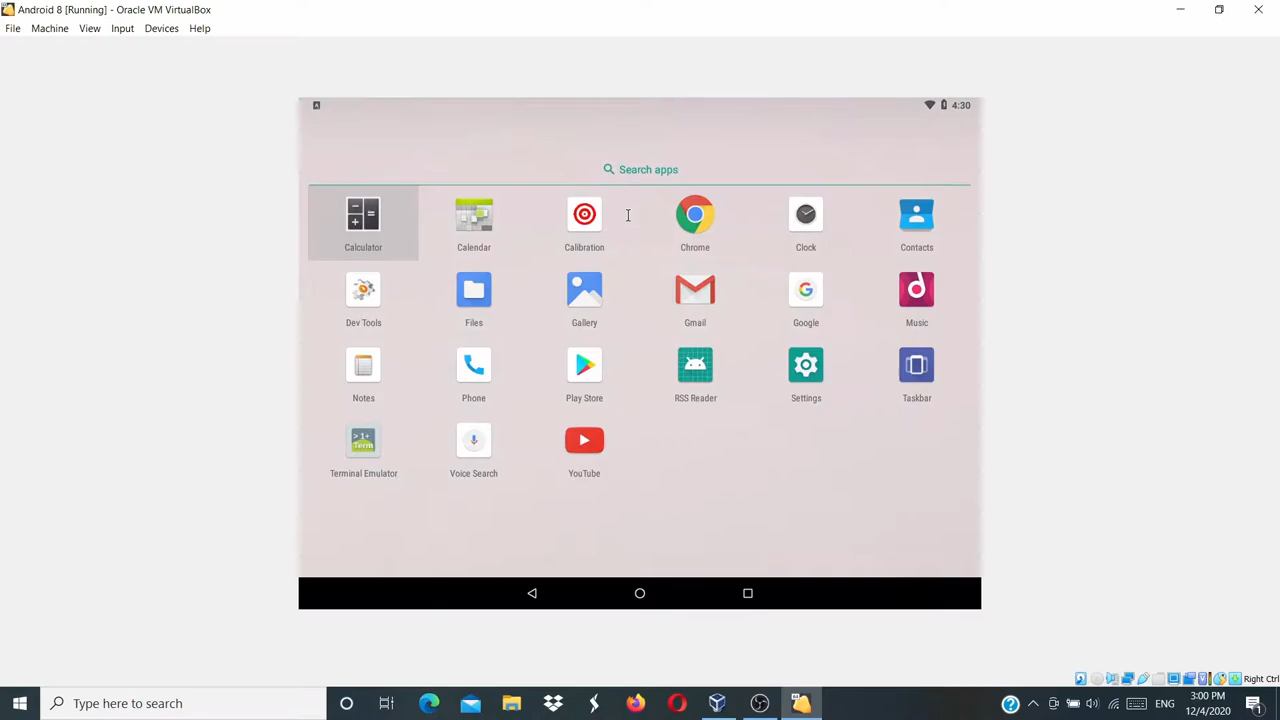 Android 8 [Running] - Oracle VM VirtualBox
File Machine View Input Devices Help
4:30
Search apps
Calculator Calendar Calibration Chrome Clock Contacts
Dev Tools Files Gallery Gmail Google Music
Notes Phone Play Store RSS Reader Settings Taskbar
> 1+
Term
Terminal Emulator Voice Search YouTube
Right Ctrl
Type here to search
ENG
3:00 PM
12/4/2020